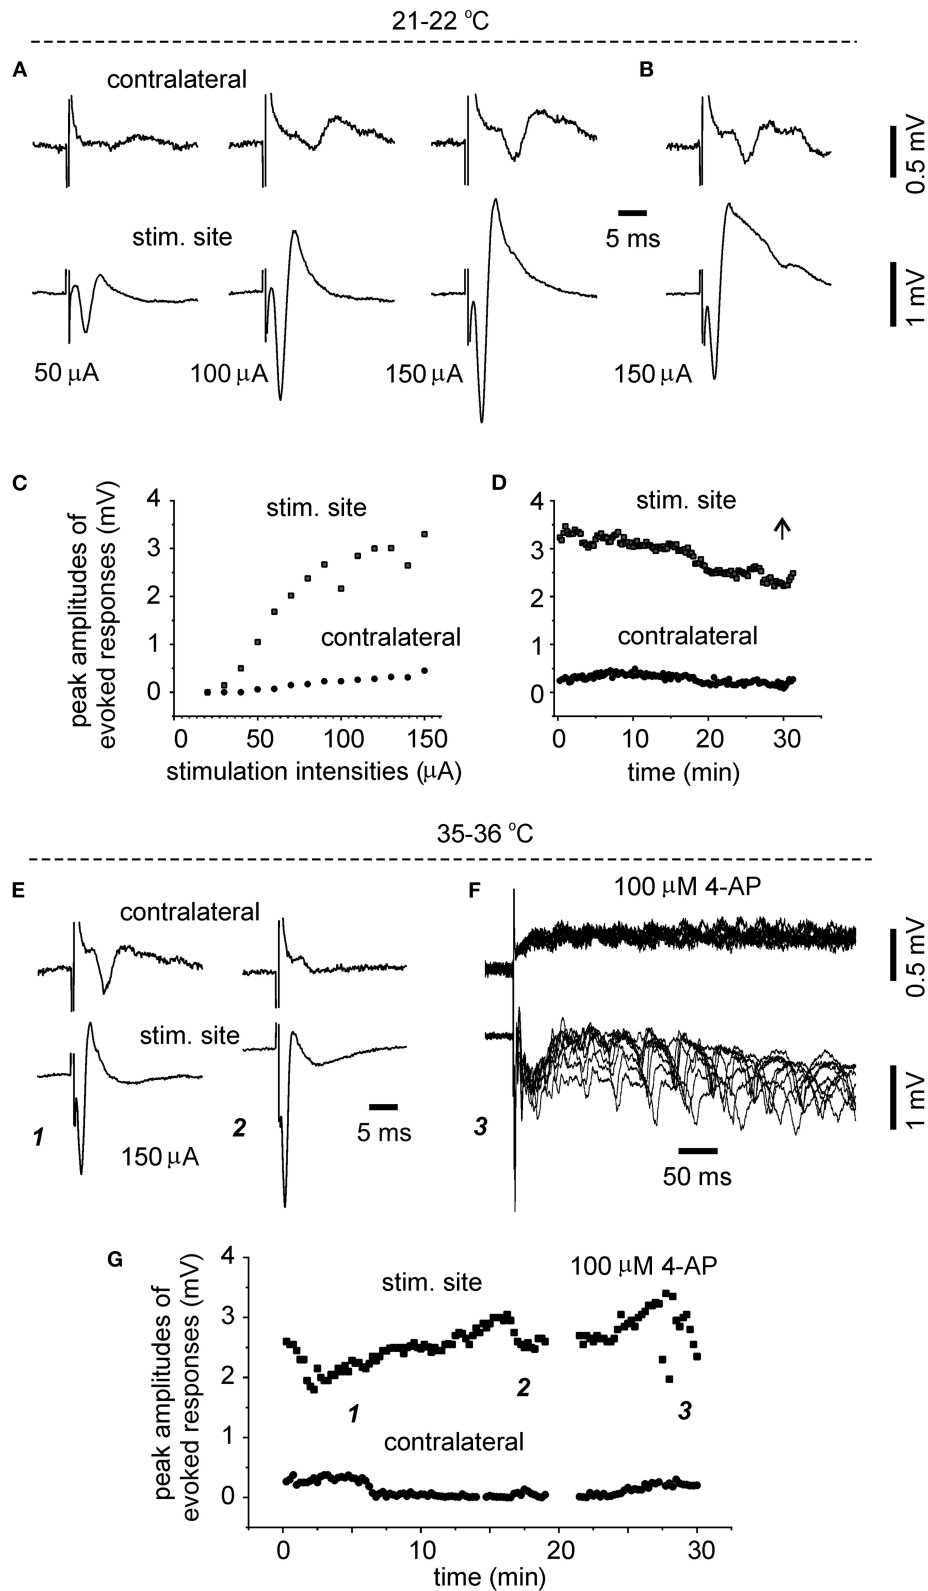 21-22 °C
A
B
contralateral
0.5 mV
stim. site
5 ms
1 mV
50 µA
100 µA
150 µA
150 µA
C
D
peak amplitudes of
evoked responses (mV)
4
3
2
1
0
stim. site
contralateral
0 50 100 150
stimulation intensities (µA)
4
3
2
1
0
stim. site
contralateral
0 10 20 30
time (min)
35-36 °C
E
F
100 µM 4-AP
contralateral
0.5 mV
stim. site
1 mV
1
2
3
5 ms
150 µA
50 ms
G
peak amplitudes of
evoked responses (mV)
4
3
2
1
0
stim. site
100 µM 4-AP
1
2
3
contralateral
0 10 20 30
time (min)